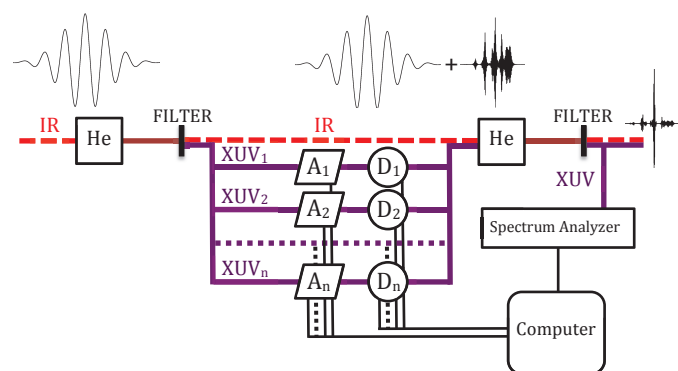 +
FILTER
FILTER
IR
IR
He
He
XUV₁
A₁
D₁
XUV
XUV₂
A₂
D₂
Spectrum Analyzer
XUVₙ
Aₙ
Dₙ
Computer